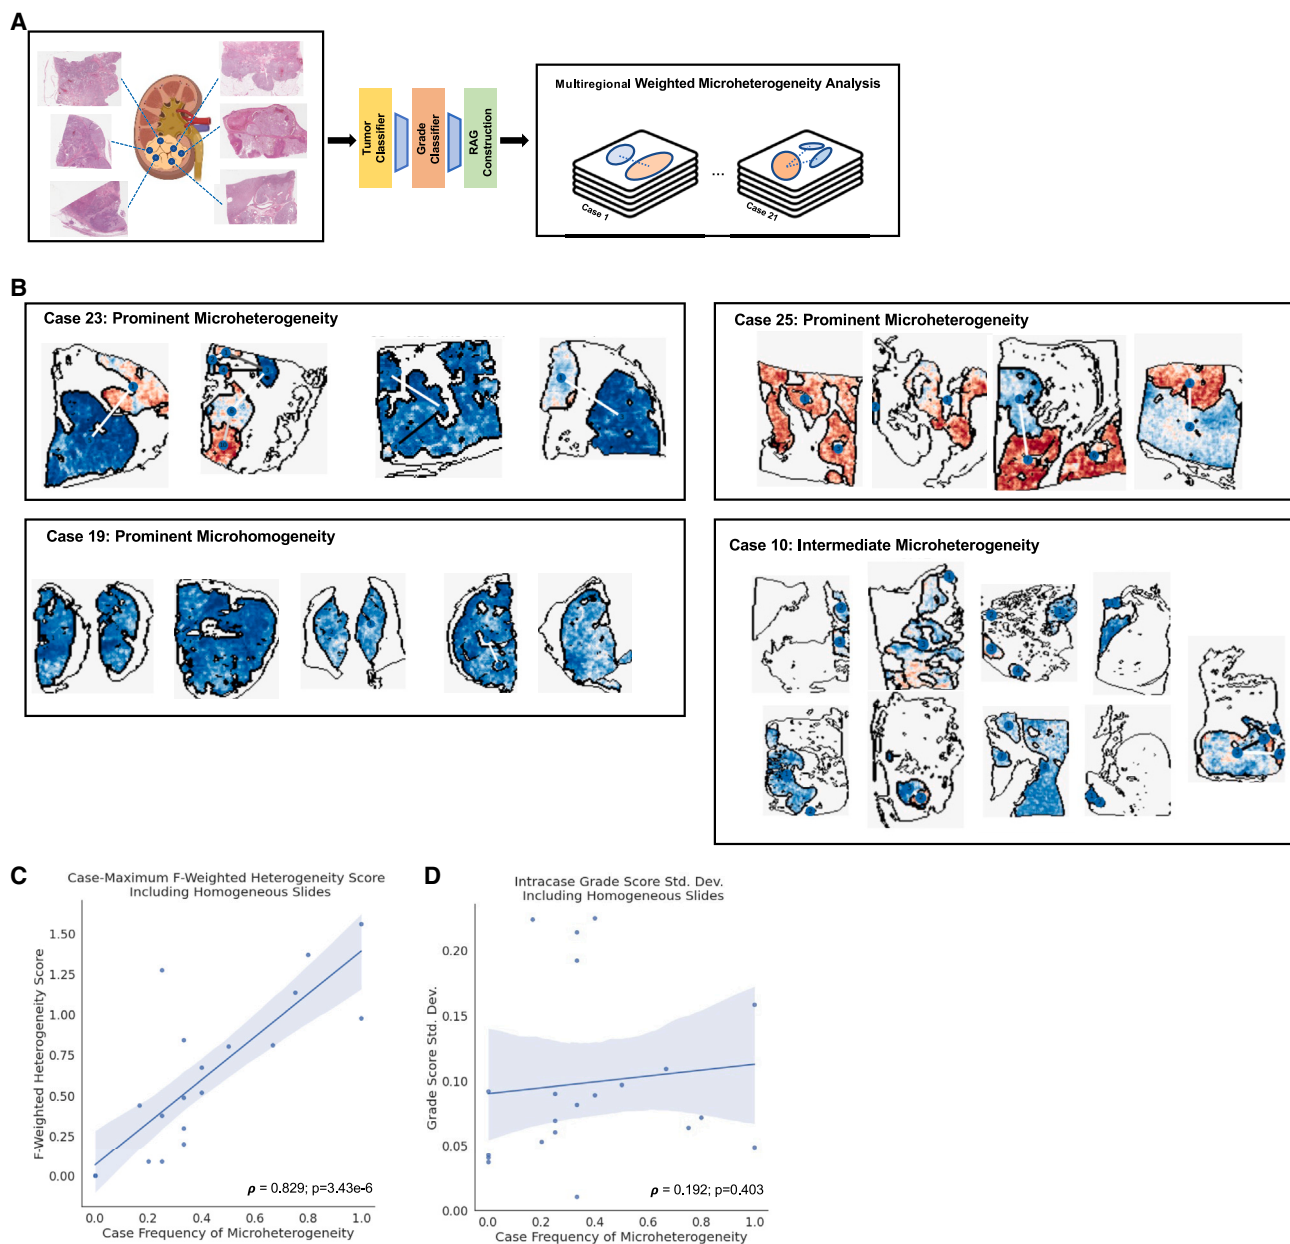 A
Tumor
Classifier
Grade
Classifier
RAG
Construction
Multiregional Weighted Microheterogeneity Analysis
Case 1
...
Case 21
B
Case 23: Prominent Microheterogeneity
Case 25: Prominent Microheterogeneity
Case 19: Prominent Microhomogeneity
Case 10: Intermediate Microheterogeneity
C
Case-Maximum F-Weighted Heterogeneity Score
Including Homogeneous Slides
F-Weighted Heterogeneity Score
1.50
1.25
1.00
0.75
0.50
0.25
0.00
ρ = 0.829; p=3.43e-6
0.0 0.2 0.4 0.6 0.8 1.0
Case Frequency of Microheterogeneity
D
Intracase Grade Score Std. Dev.
Including Homogeneous Slides
Grade Score Std. Dev.
0.20
0.15
0.10
0.05
0.00
ρ = 0.192; p=0.403
0.0 0.2 0.4 0.6 0.8 1.0
Case Frequency of Microheterogeneity